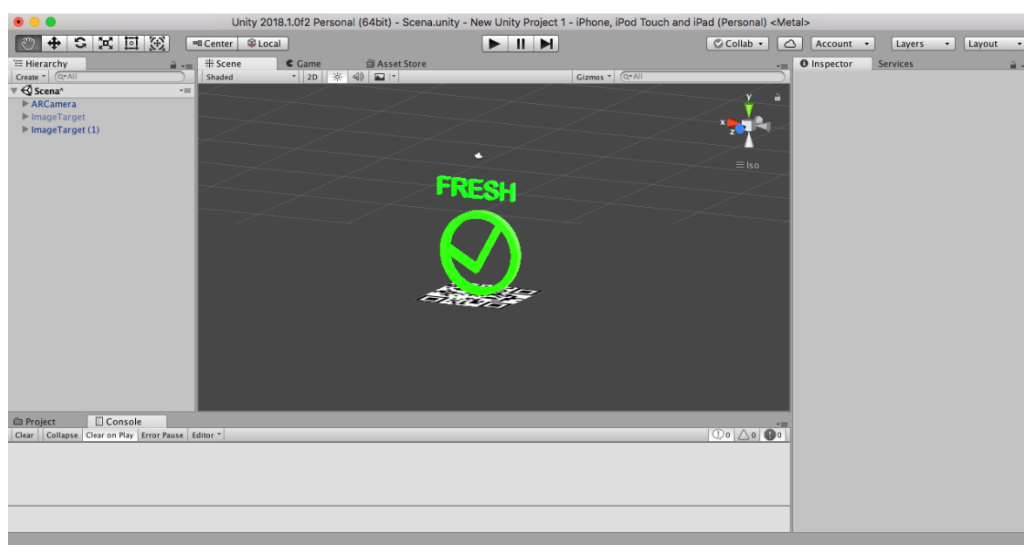 Unity 2018.1.0f2 Personal (64bit) - Scena.unity - New Unity Project 1 - iPhone, iPod Touch and iPad (Personal) <Metal>
Center Local Collab Account Layers Layout
Hierarchy Scene Game Asset Store Inspector Services
Create All Shaded 2D Gizmos All
Scena*
ARCamera
ImageTarget
ImageTarget (1)
y
x
z
Iso
FRESH
Project Console
Clear Collapse Clear on Play Error Pause Editor 0 0 0